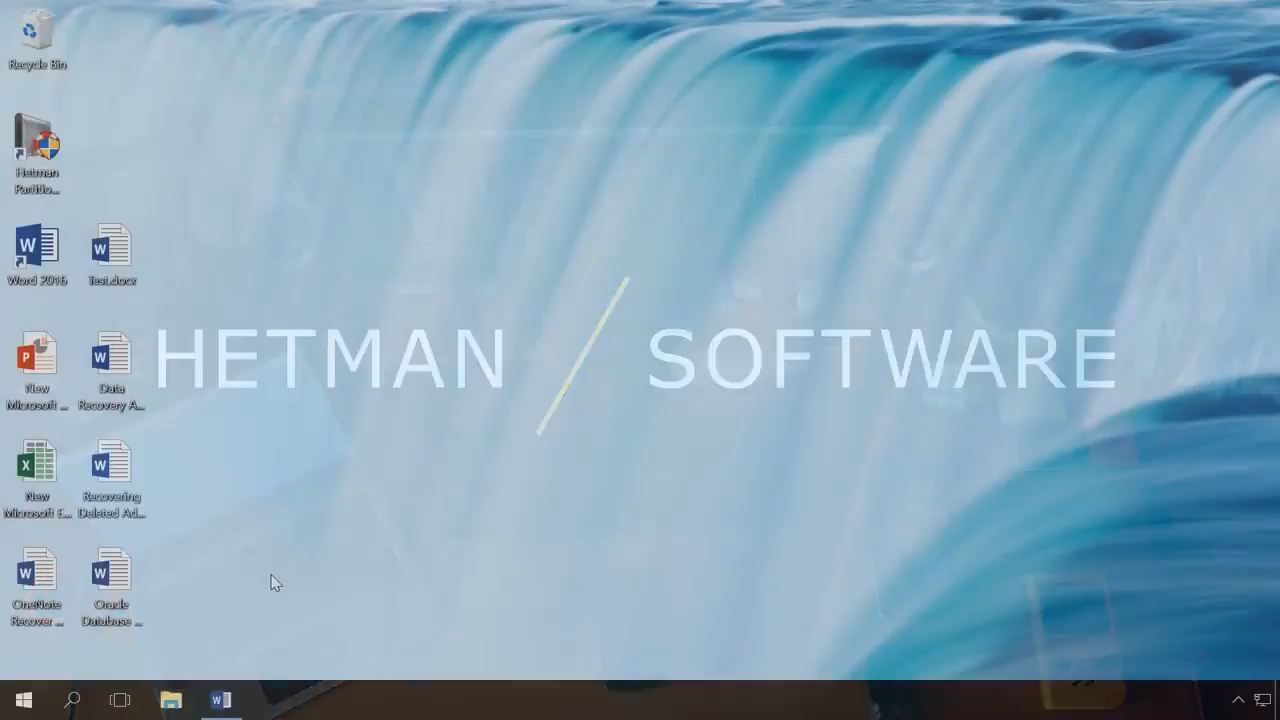 Recycle Bin
Hetman
Partitio...
Word 2016
Test.docx
HETMAN / SOFTWARE
New
Microsoft ...
Data
Recovery A...
New
Microsoft E...
Recovering
Deleted Ad...
OneNote
Recover ...
Oracle
Database ...